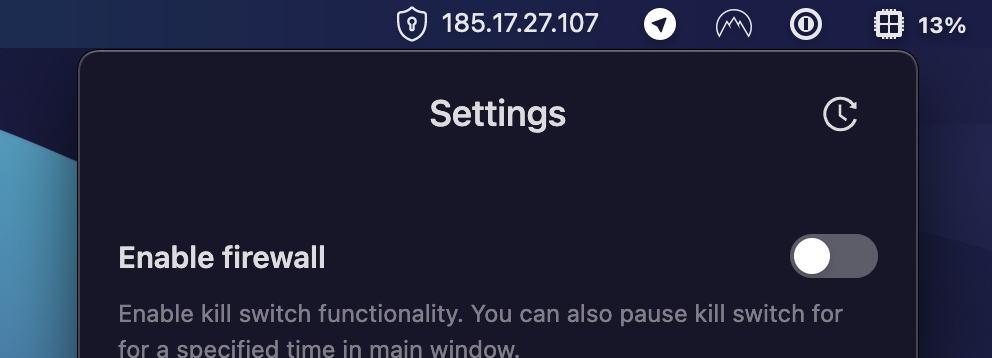 185.17.27.107 13%
Settings
Enable firewall
Enable kill switch functionality. You can also pause kill switch for
for a specified time in main window.